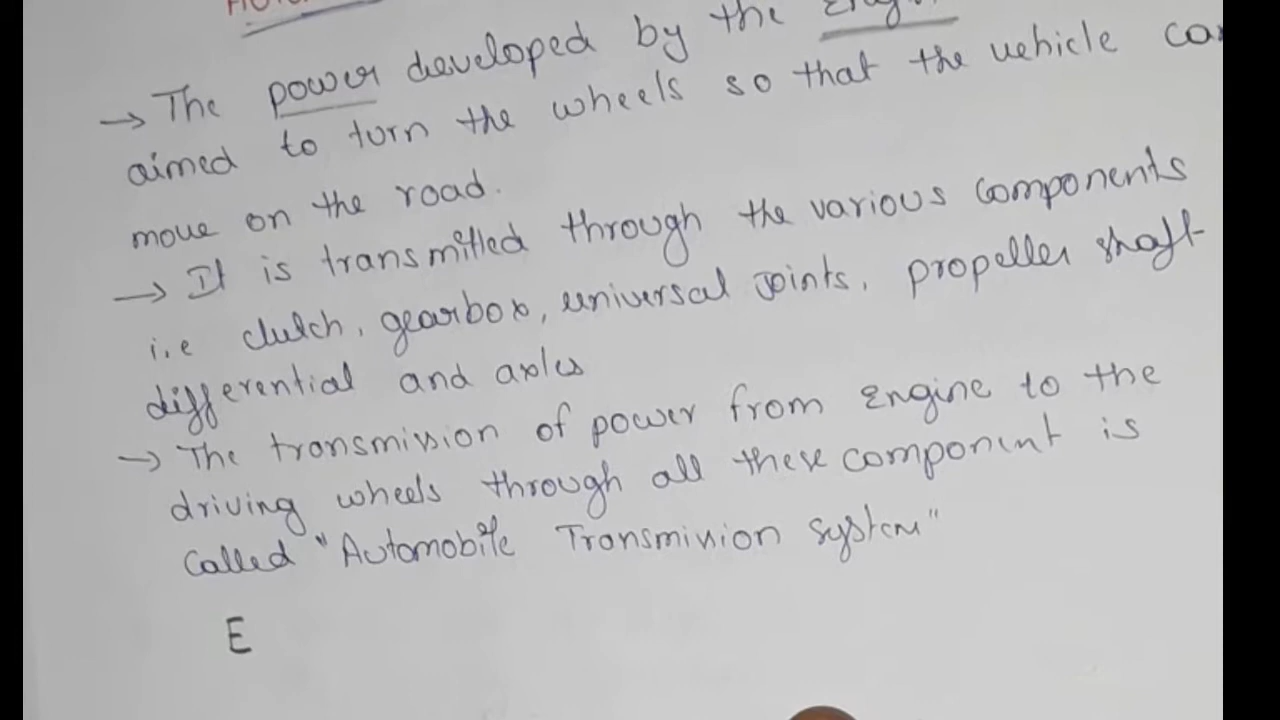 → The power developed by the
aimed to turn the wheels so that the vehicle
move on the road.
→ It is transmitted through the various components
i.e clutch, gearbox, universal joints, propeller shaft
differential and axles
→ The transmission of power from Engine to the
driving wheels through all these component is
called "Automobile Transmission system"
E